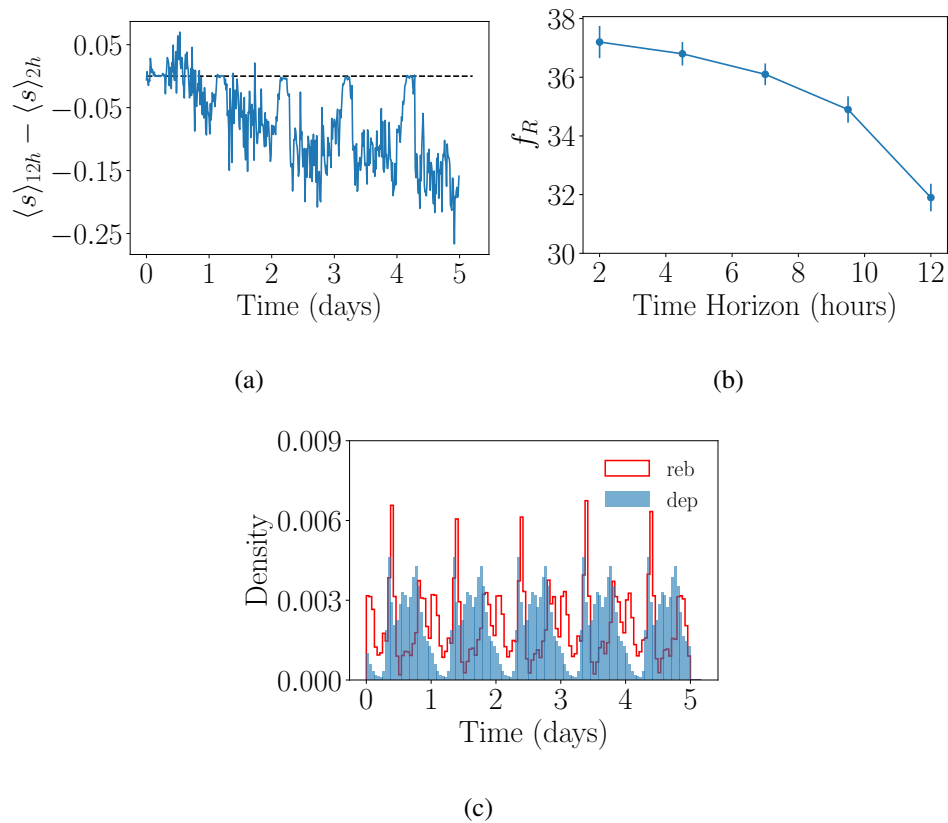 0.05
−0.05
−0.15
−0.25
⟨s⟩12h − ⟨s⟩2h
0 1 2 3 4 5
Time (days)
(a)
38
36
34
32
30
fR
2 4 6 8 10 12
Time Horizon (hours)
(b)
0.009
0.006
0.003
0.000
Density
reb
dep
0 1 2 3 4 5
Time (days)
(c)